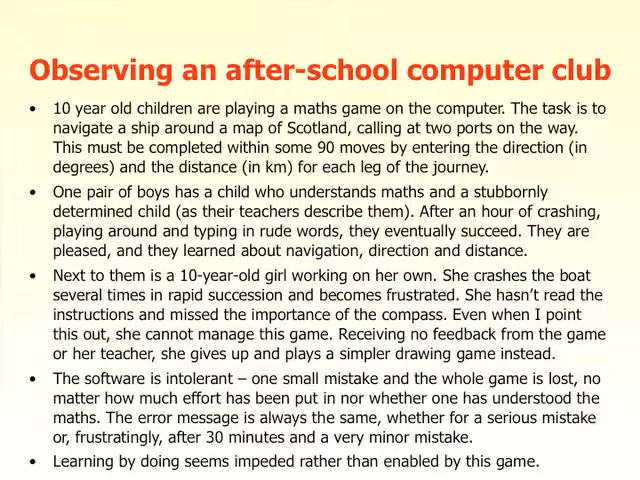 Observing an after-school computer club
• 10 year old children are playing a maths game on the computer. The task is to
navigate a ship around a map of Scotland, calling at two ports on the way.
This must be completed within some 90 moves by entering the direction (in
degrees) and the distance (in km) for each leg of the journey.
• One pair of boys has a child who understands maths and a stubbornly
determined child (as their teachers describe them). After an hour of crashing,
playing around and typing in rude words, they eventually succeed. They are
pleased, and they learned about navigation, direction and distance.
• Next to them is a 10-year-old girl working on her own. She crashes the boat
several times in rapid succession and becomes frustrated. She hasn’t read the
instructions and missed the importance of the compass. Even when I point
this out, she cannot manage this game. Receiving no feedback from the game
or her teacher, she gives up and plays a simpler drawing game instead.
• The software is intolerant – one small mistake and the whole game is lost, no
matter how much effort has been put in nor whether one has understood the
maths. The error message is always the same, whether for a serious mistake
or, frustratingly, after 30 minutes and a very minor mistake.
• Learning by doing seems impeded rather than enabled by this game.